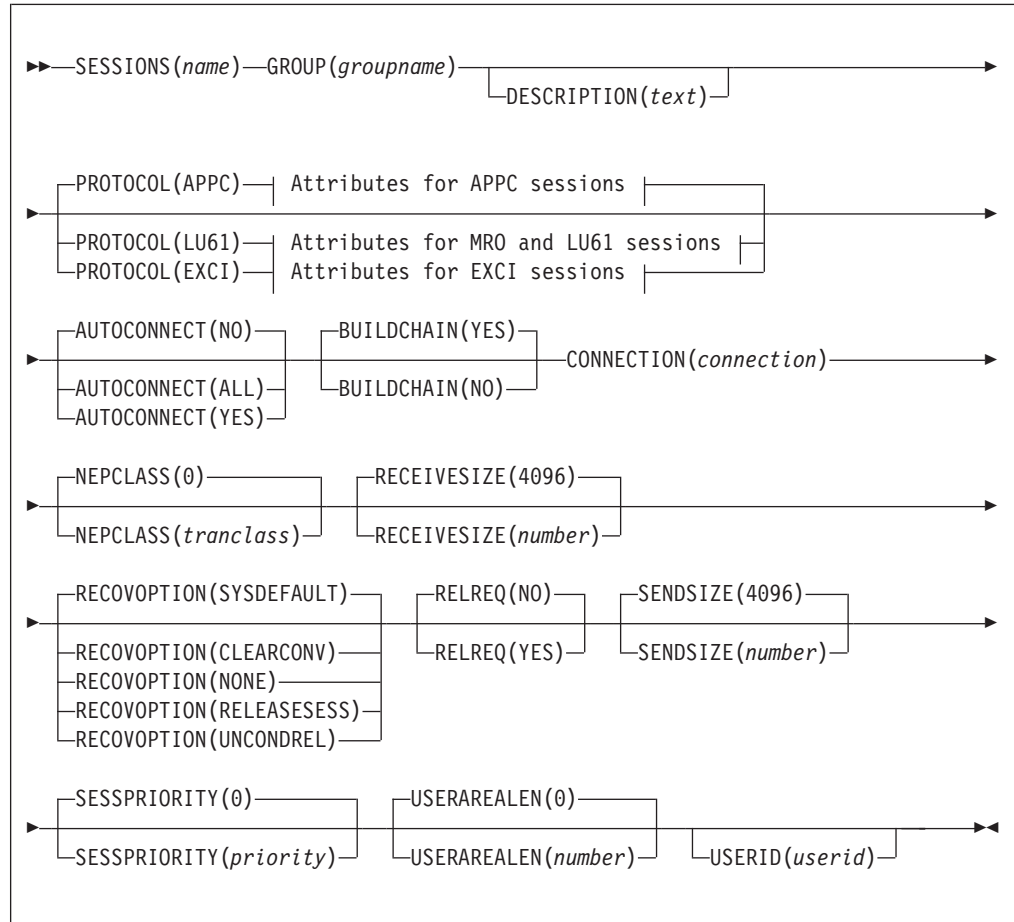 SESSIONS(name) GROUP(groupname)
DESCRIPTION(text)
PROTOCOL(APPC) Attributes for APPC sessions
PROTOCOL(LU61) Attributes for MRO and LU61 sessions
PROTOCOL(EXCI) Attributes for EXCI sessions
AUTOCONNECT(NO) BUILDCHAIN(YES)
CONNECTION(connection)
AUTOCONNECT(ALL) BUILDCHAIN(NO)
AUTOCONNECT(YES)
NEPCLASS(0) RECEIVESIZE(4096)
NEPCLASS(tranclass) RECEIVESIZE(number)
RECOVOPTION(SYSDEFAULT) RELREQ(NO) SENDSIZE(4096)
RECOVOPTION(CLEARCONV) RELREQ(YES) SENDSIZE(number)
RECOVOPTION(NONE)
RECOVOPTION(RELEASESESS)
RECOVOPTION(UNCONDREL)
SESSPRIORITY(0) USERAREALEN(0)
SESSPRIORITY(priority) USERAREALEN(number) USERID(userid)